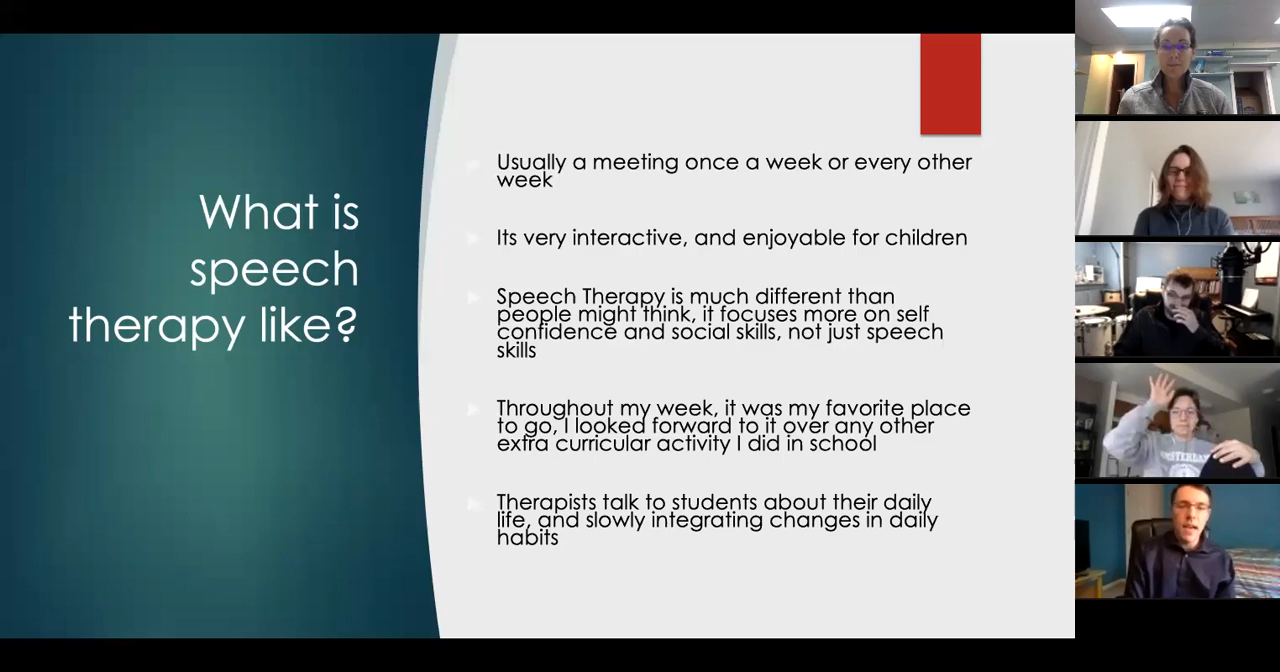 What is
speech
therapy like?
Usually a meeting once a week or every other
week
Its very interactive, and enjoyable for children
Speech Therapy is much different than
people might think, it focuses more on self
confidence and social skills, not just speech
skills
Throughout my week, it was my favorite place
to go, I looked forward to it over any other
extra curricular activity I did in school
Therapists talk to students about their daily
life, and slowly integrating changes in daily
habits